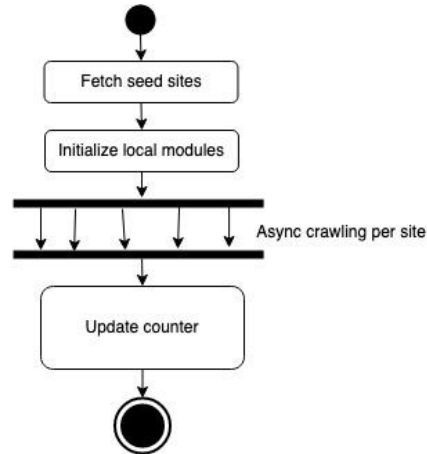 Fetch seed sites
Initialize local modules
Async crawling per site
Update counter